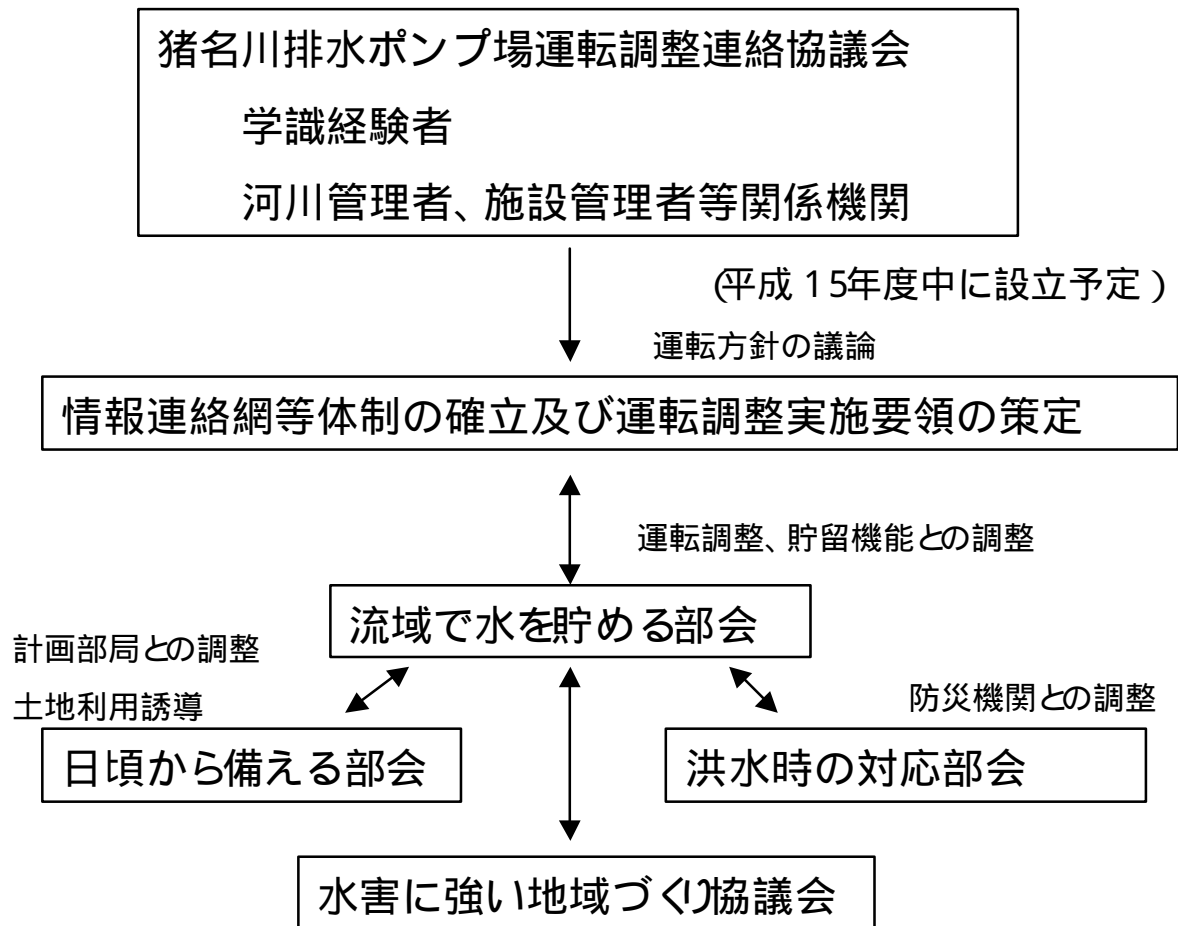 猪名川排水ポンプ場運転調整連絡協議会
学識経験者
河川管理者、施設管理者等関係機関
(平成15年度中に設立予定)
運転方針の議論
情報連絡網等体制の確立及び運転調整実施要領の策定
運転調整、貯留機能との調整
流域で水を貯める部会
計画部局との調整
土地利用誘導
防災機関との調整
日頃から備える部会
洪水時の対応部会
水害に強い地域づくり協議会